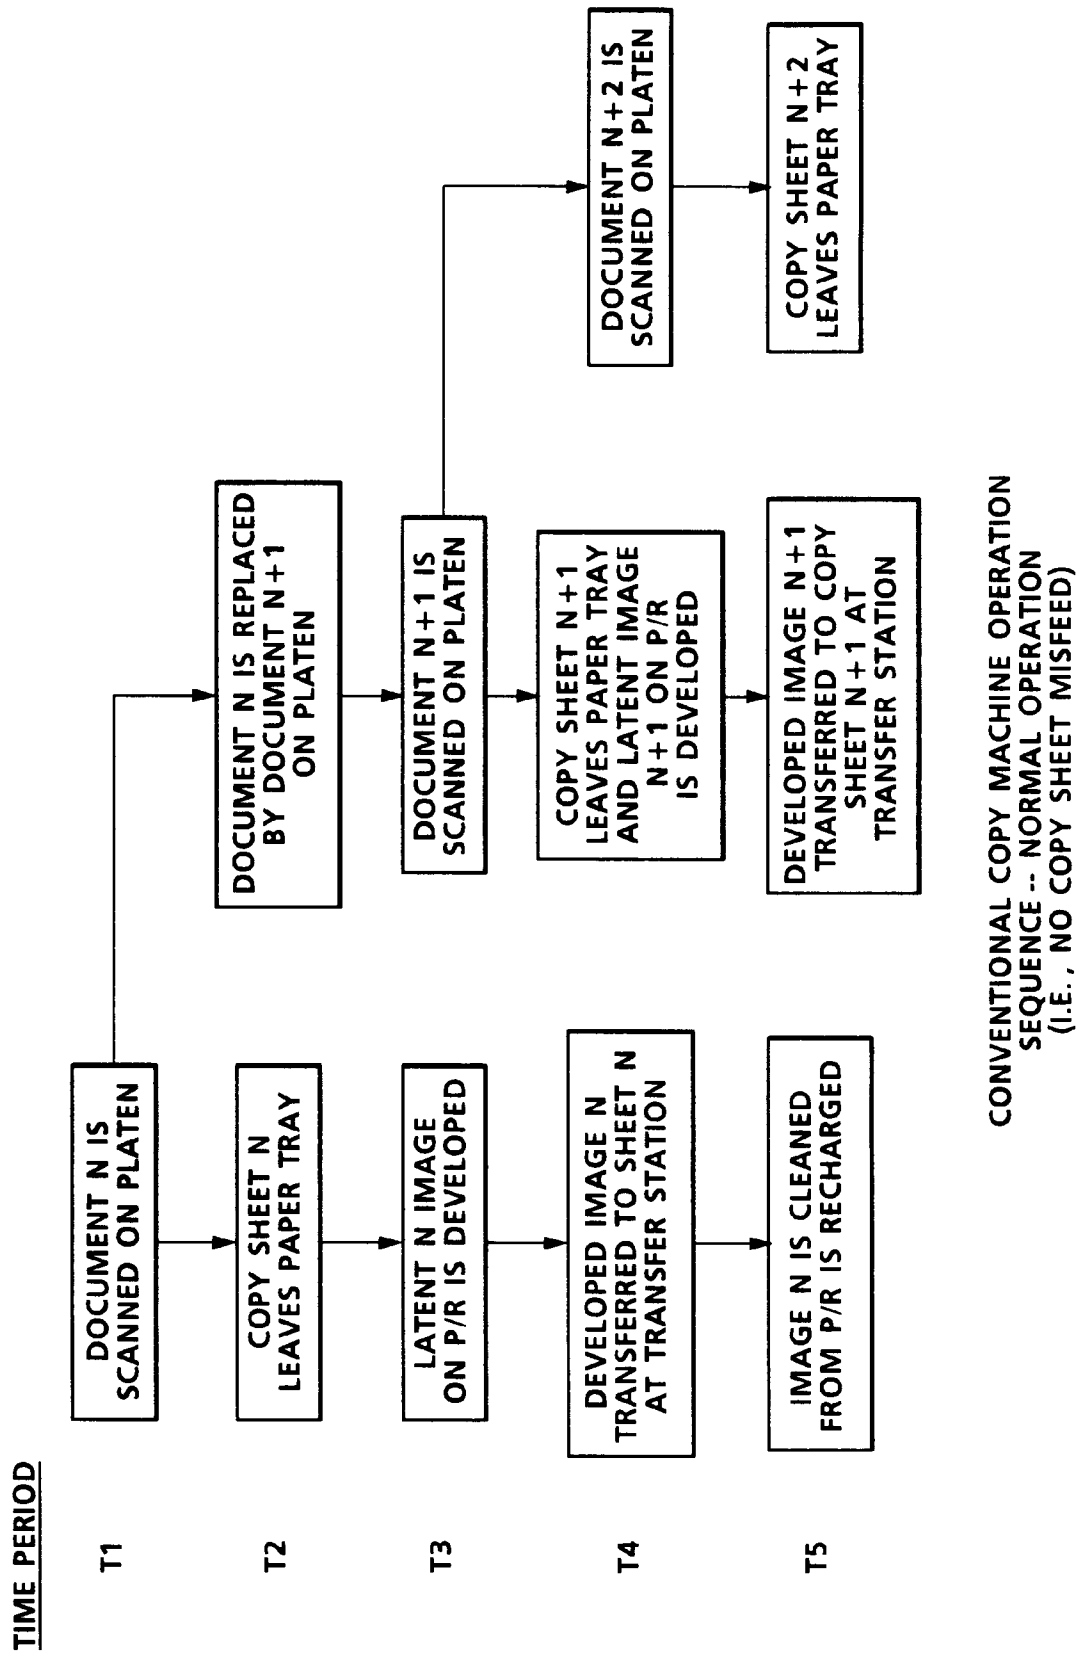 TIME PERIOD
T1
DOCUMENT N IS
SCANNED ON PLATEN
T2
COPY SHEET N
LEAVES PAPER TRAY
DOCUMENT N IS REPLACED
BY DOCUMENT N+1
ON PLATEN
T3
LATENT N IMAGE
ON P/R IS DEVELOPED
DOCUMENT N+1 IS
SCANNED ON PLATEN
T4
DEVELOPED IMAGE N
TRANSFERRED TO SHEET N
AT TRANSFER STATION
COPY SHEET N+1
LEAVES PAPER TRAY
AND LATENT IMAGE
N+1 ON P/R
IS DEVELOPED
DOCUMENT N+2 IS
SCANNED ON PLATEN
T5
IMAGE N IS CLEANED
FROM P/R IS RECHARGED
DEVELOPED IMAGE N+1
TRANSFERRED TO COPY
SHEET N+1 AT
TRANSFER STATION
COPY SHEET N+2
LEAVES PAPER TRAY
CONVENTIONAL COPY MACHINE OPERATION
SEQUENCE -- NORMAL OPERATION
(I.E., NO COPY SHEET MISFEED)